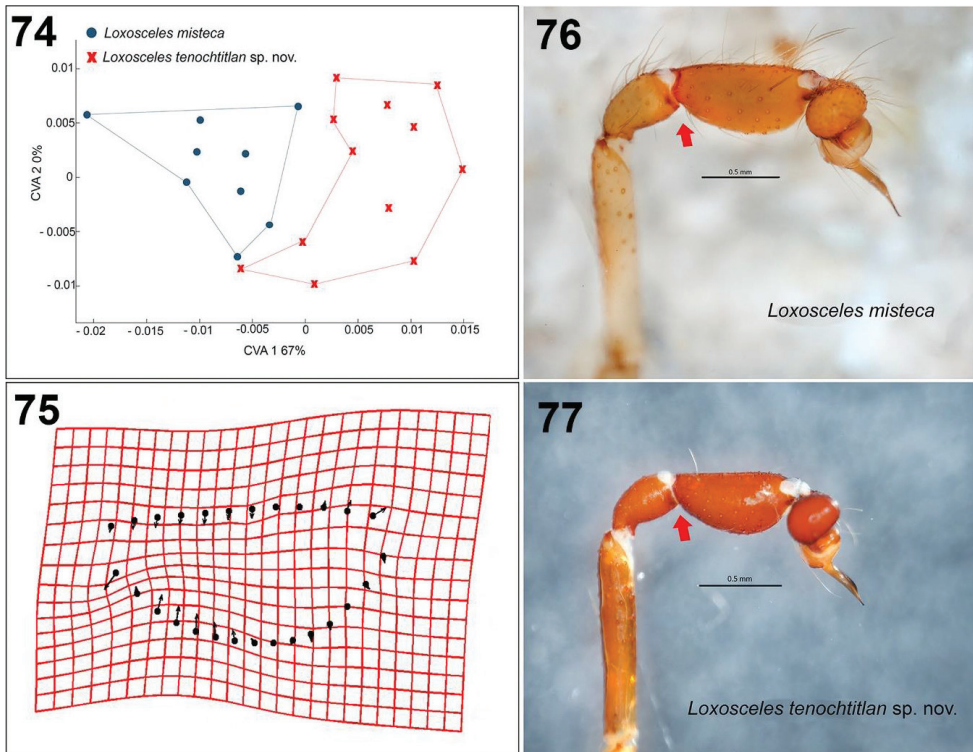 74
Loxosceles misteca
x Loxosceles tenochtitlan sp. nov.
0.01
0.005
0
- 0.005
- 0.01
CVA 2 0%
- 0.02
-0.015
-0.01
-0.005
0
0.005
0.01
0.015
CVA 1 67%
76
0.5 mm
Loxosceles misteca
75
77
0.5 mm
Loxosceles tenochtitlan sp. nov.